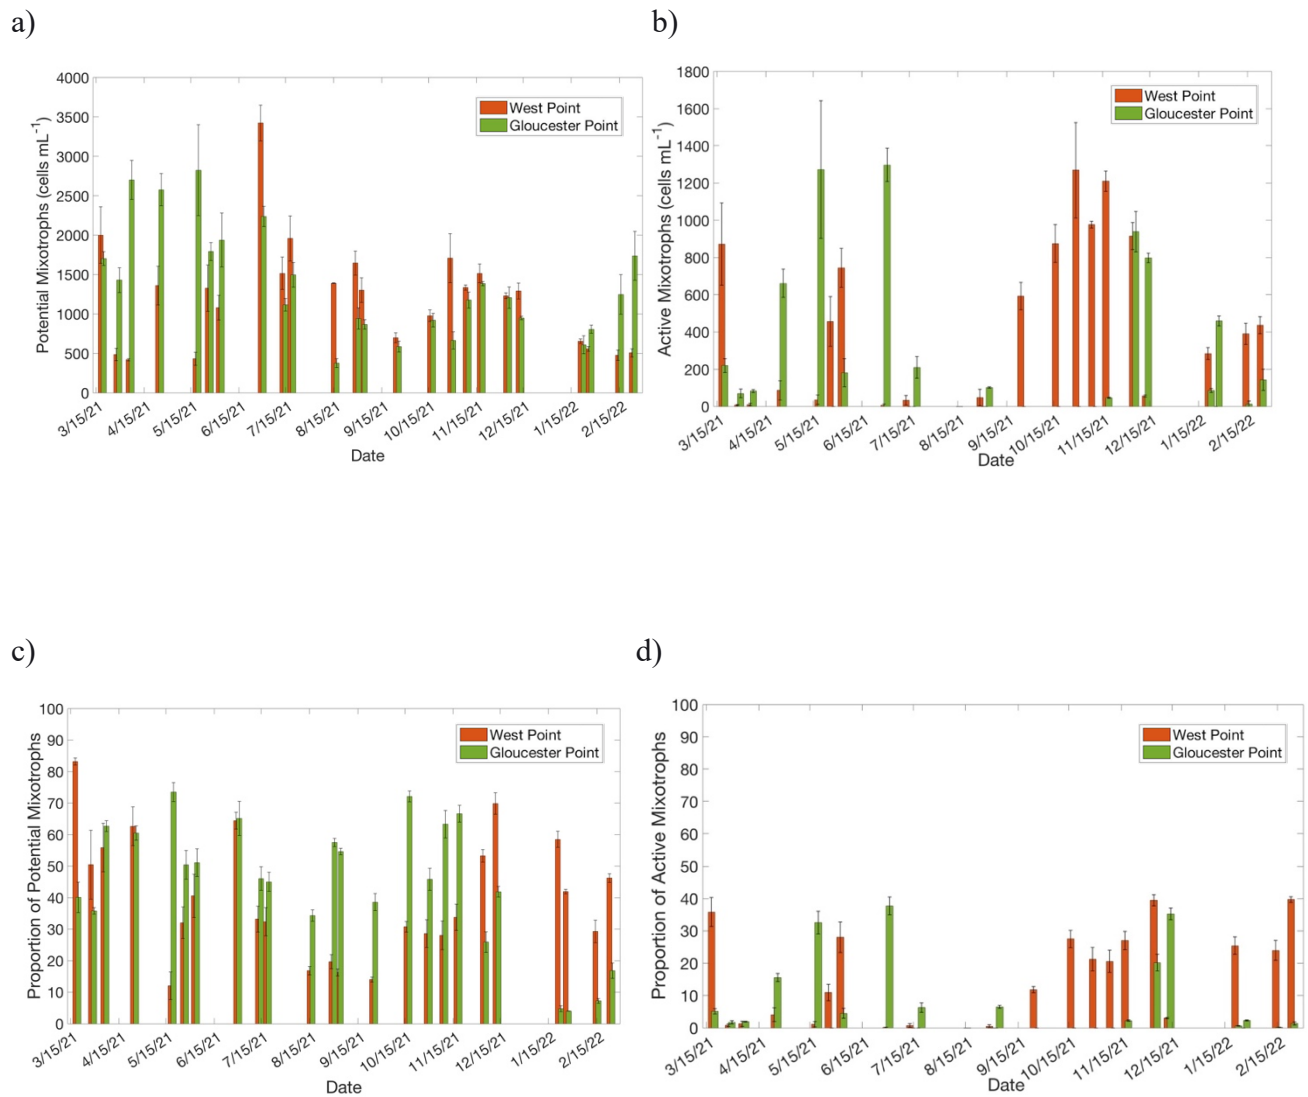 a)
b)
4000
3500
3000
2500
2000
1500
1000
500
0
Potential Mixotrophs (cells mL⁻¹)
West Point
Gloucester Point
3/15/21 4/15/21 5/15/21 6/15/21 7/15/21 8/15/21 9/15/21 10/15/21 11/15/21 12/15/21 1/15/22 2/15/22
Date
1800
1600
1400
1200
1000
800
600
400
200
0
Active Mixotrophs (cells mL⁻¹)
West Point
Gloucester Point
3/15/21 4/15/21 5/15/21 6/15/21 7/15/21 8/15/21 9/15/21 10/15/21 11/15/21 12/15/21 1/15/22 2/15/22
Date
c)
d)
100
90
80
70
60
50
40
30
20
10
0
Proportion of Potential Mixotrophs
West Point
Gloucester Point
3/15/21 4/15/21 5/15/21 6/15/21 7/15/21 8/15/21 9/15/21 10/15/21 11/15/21 12/15/21 1/15/22 2/15/22
Date
100
90
80
70
60
50
40
30
20
10
0
Proportion of Active Mixotrophs
West Point
Gloucester Point
3/15/21 4/15/21 5/15/21 6/15/21 7/15/21 8/15/21 9/15/21 10/15/21 11/15/21 12/15/21 1/15/22 2/15/22
Date